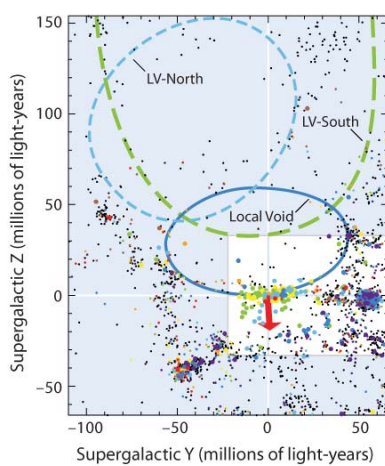 150
100
50
0
−50
−100
−50
0
50
LV-North
LV-South
Local Void
Supergalactic Z (millions of light-years)
Supergalactic Y (millions of light-years)